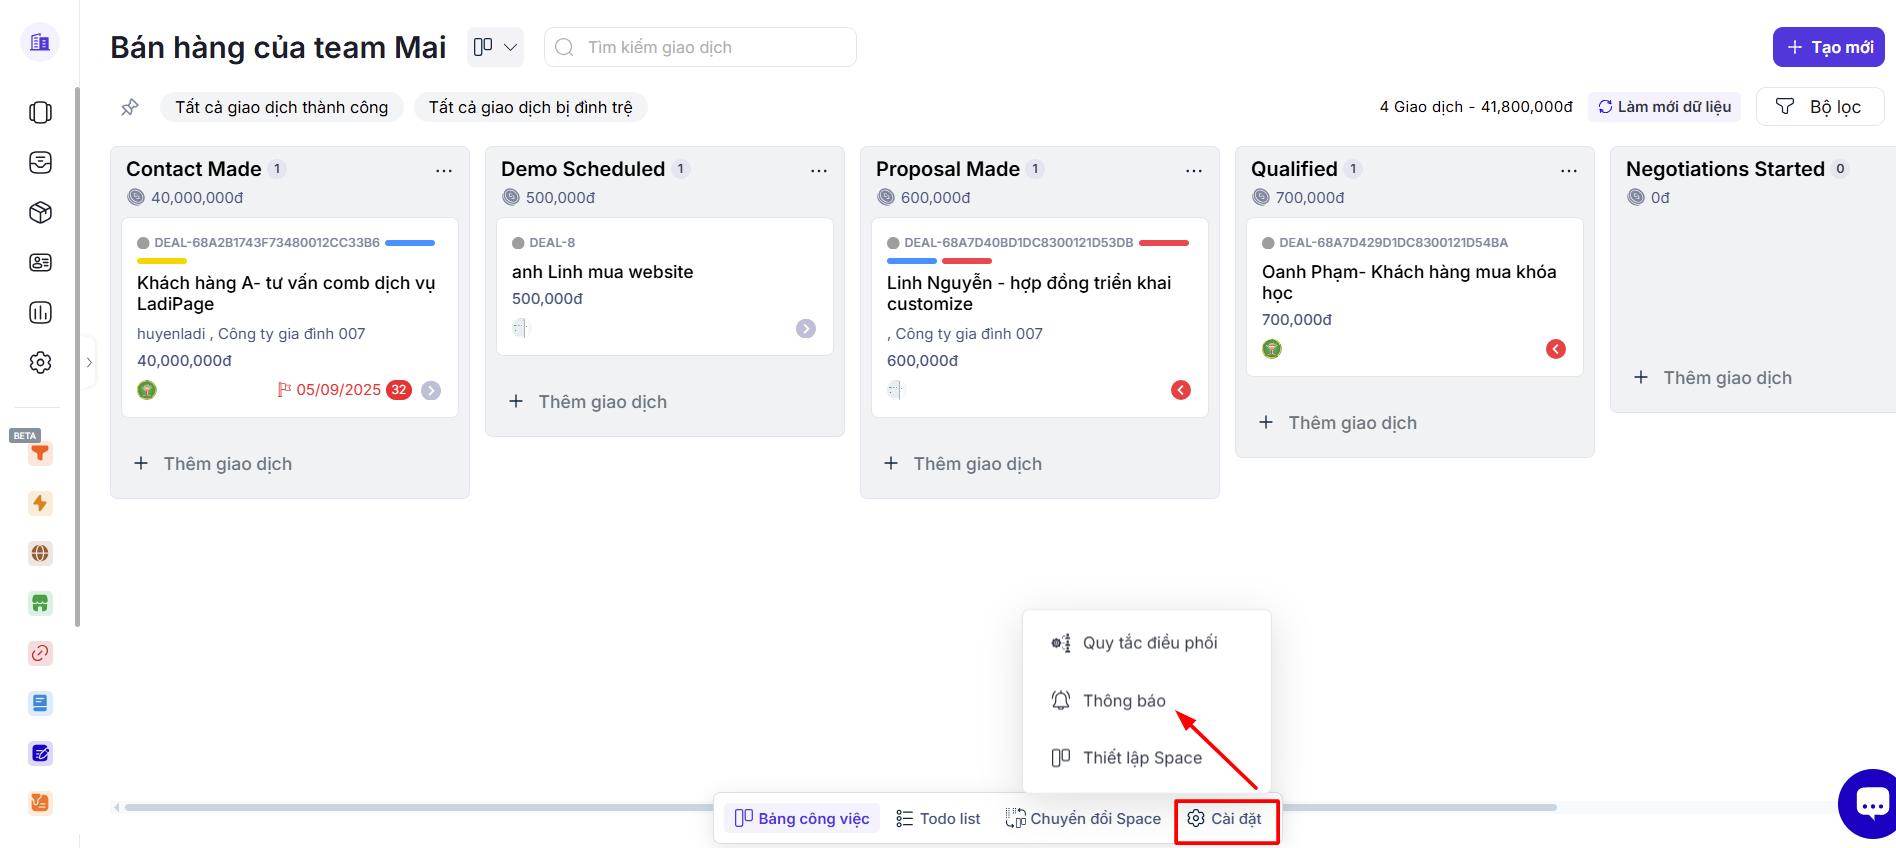 Bán hàng của team Mai
Tìm kiếm giao dịch
Tạo mới
Tất cả giao dịch thành công
Tất cả giao dịch bị đình trệ
4 Giao dịch - 41,800,000đ
Làm mới dữ liệu
Bộ lọc
Contact Made 1
40,000,000đ
DEAL-68A2B1743F73480012CC33B6
Khách hàng A- tư vấn comb dịch vụ
LadiPage
huyenladi , Công ty gia đình 007
40,000,000đ
05/09/2025 32
Thêm giao dịch
Demo Scheduled 1
500,000đ
DEAL-8
anh Linh mua website
500,000đ
Thêm giao dịch
Proposal Made 1
600,000đ
DEAL-68A7D40BD1DC8300121D53DB
Linh Nguyễn - hợp đồng triển khai
customize
, Công ty gia đình 007
600,000đ
Thêm giao dịch
Qualified 1
700,000đ
DEAL-68A7D429D1DC8300121D54BA
Oanh Phạm- Khách hàng mua khóa
học
700,000đ
Thêm giao dịch
Negotiations Started 0
0đ
Thêm giao dịch
BETA
Quy tắc điều phối
Thông báo
Thiết lập Space
Bảng công việc
Todo list
Chuyển đổi Space
Cài đặt